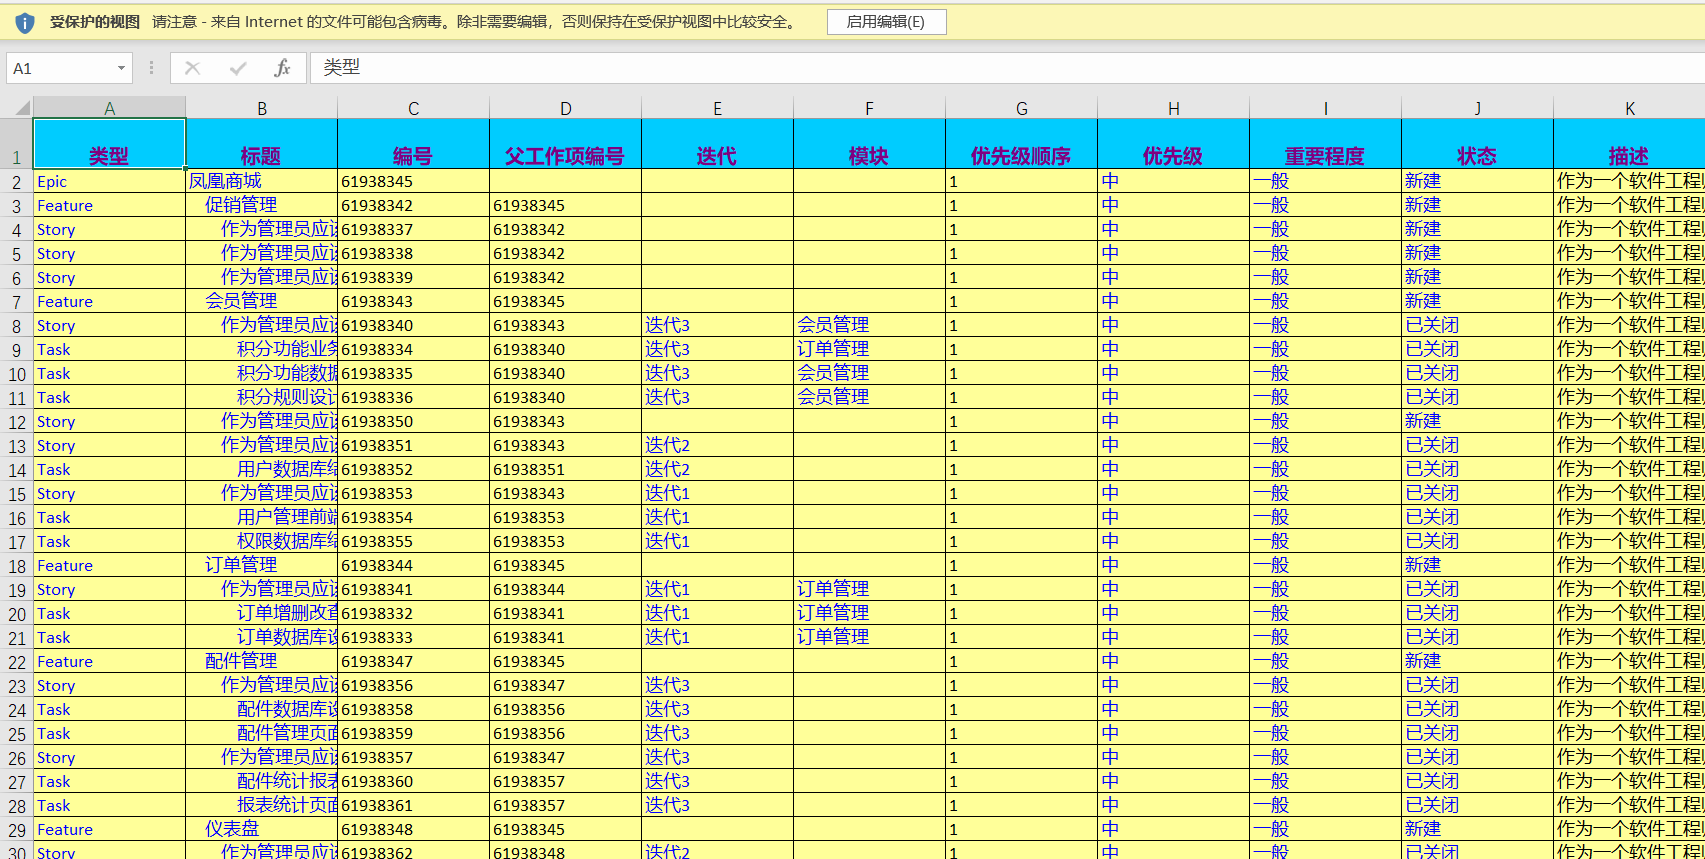 受保护的视图 请注意 - 来自 Internet 的文件可能包含病毒。除非需要编辑，否则保持在受保护视图中比较安全。 启用编辑(E)
A1 fx 类型
A B C D E F G H I J K
1 类型 标题 编号 父工作项编号 迭代 模块 优先级顺序 优先级 重要程度 状态 描述
2 Epic 凤凰商城 61938345 1 中 一般 新建 作为一个软件工程
3 Feature 促销管理 61938342 61938345 1 中 一般 新建 作为一个软件工程
4 Story 作为管理员应 61938337 61938342 1 中 一般 新建 作为一个软件工程
5 Story 作为管理员应 61938338 61938342 1 中 一般 新建 作为一个软件工程
6 Story 作为管理员应 61938339 61938342 1 中 一般 新建 作为一个软件工程
7 Feature 会员管理 61938343 61938345 1 中 一般 新建 作为一个软件工程
8 Story 作为管理员应 61938340 61938343 迭代3 会员管理 1 中 一般 已关闭 作为一个软件工程
9 Task 积分功能业务 61938334 61938340 迭代3 订单管理 1 中 一般 已关闭 作为一个软件工程
10 Task 积分功能数据 61938335 61938340 迭代3 会员管理 1 中 一般 已关闭 作为一个软件工程
11 Task 积分规则设计 61938336 61938340 迭代3 会员管理 1 中 一般 已关闭 作为一个软件工程
12 Story 作为管理员应 61938350 61938343 1 中 一般 新建 作为一个软件工程
13 Story 作为管理员应 61938351 61938343 迭代2 1 中 一般 已关闭 作为一个软件工程
14 Task 用户数据库结 61938352 61938351 迭代2 1 中 一般 已关闭 作为一个软件工程
15 Story 作为管理员应 61938353 61938343 迭代1 1 中 一般 已关闭 作为一个软件工程
16 Task 用户管理前端 61938354 61938353 迭代1 1 中 一般 已关闭 作为一个软件工程
17 Task 权限数据库结 61938355 61938353 迭代1 1 中 一般 已关闭 作为一个软件工程
18 Feature 订单管理 61938344 61938345 1 中 一般 新建 作为一个软件工程
19 Story 作为管理员应 61938341 61938344 迭代1 订单管理 1 中 一般 已关闭 作为一个软件工程
20 Task 订单增删改查 61938332 61938341 迭代1 订单管理 1 中 一般 已关闭 作为一个软件工程
21 Task 订单数据库设 61938333 61938341 迭代1 订单管理 1 中 一般 已关闭 作为一个软件工程
22 Feature 配件管理 61938347 61938345 1 中 一般 新建 作为一个软件工程
23 Story 作为管理员应 61938356 61938347 迭代3 1 中 一般 已关闭 作为一个软件工程
24 Task 配件数据库设 61938358 61938356 迭代3 1 中 一般 已关闭 作为一个软件工程
25 Task 配件管理页面 61938359 61938356 迭代3 1 中 一般 已关闭 作为一个软件工程
26 Story 作为管理员应 61938357 61938347 迭代3 1 中 一般 已关闭 作为一个软件工程
27 Task 配件统计报表 61938360 61938357 迭代3 1 中 一般 已关闭 作为一个软件工程
28 Task 报表统计页面 61938361 61938357 迭代3 1 中 一般 已关闭 作为一个软件工程
29 Feature 仪表盘 61938348 61938345 1 中 一般 新建 作为一个软件工程
30 Story 作为管理员应 61938362 61938348 迭代2 1 中 一般 已关闭 作为一个软件工程